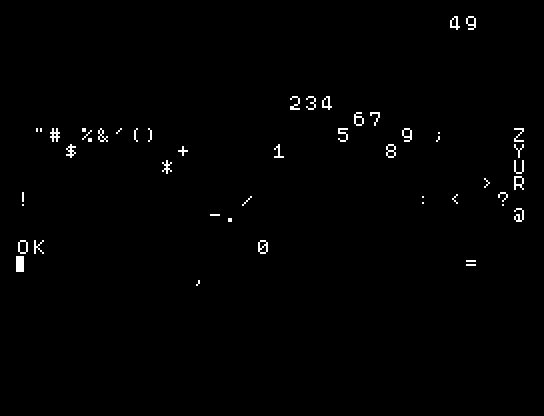 49
234
67
"# %&´() 5 9 ; Z
$ + 1 8 Y
* U
> R
! / : < ?
-. @
OK 0
=
,